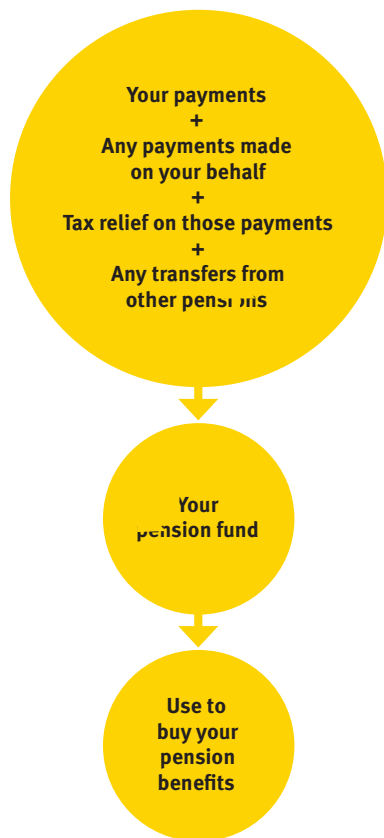 Your payments
+
Any payments made
on your behalf
+
Tax relief on those payments
+
Any transfers from
other pensions
Your
pension fund
Use to
buy your
pension
benefits